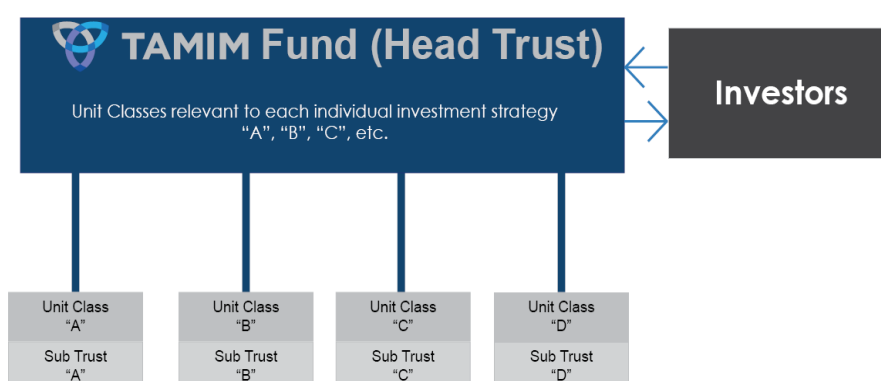 TAMIM Fund (Head Trust)
Unit Classes relevant to each individual investment strategy
“A”, “B”, “C”, etc.
Investors
Unit Class
“A”
Unit Class
“B”
Unit Class
“C”
Unit Class
“D”
Sub Trust
“A”
Sub Trust
“B”
Sub Trust
“C”
Sub Trust
“D”